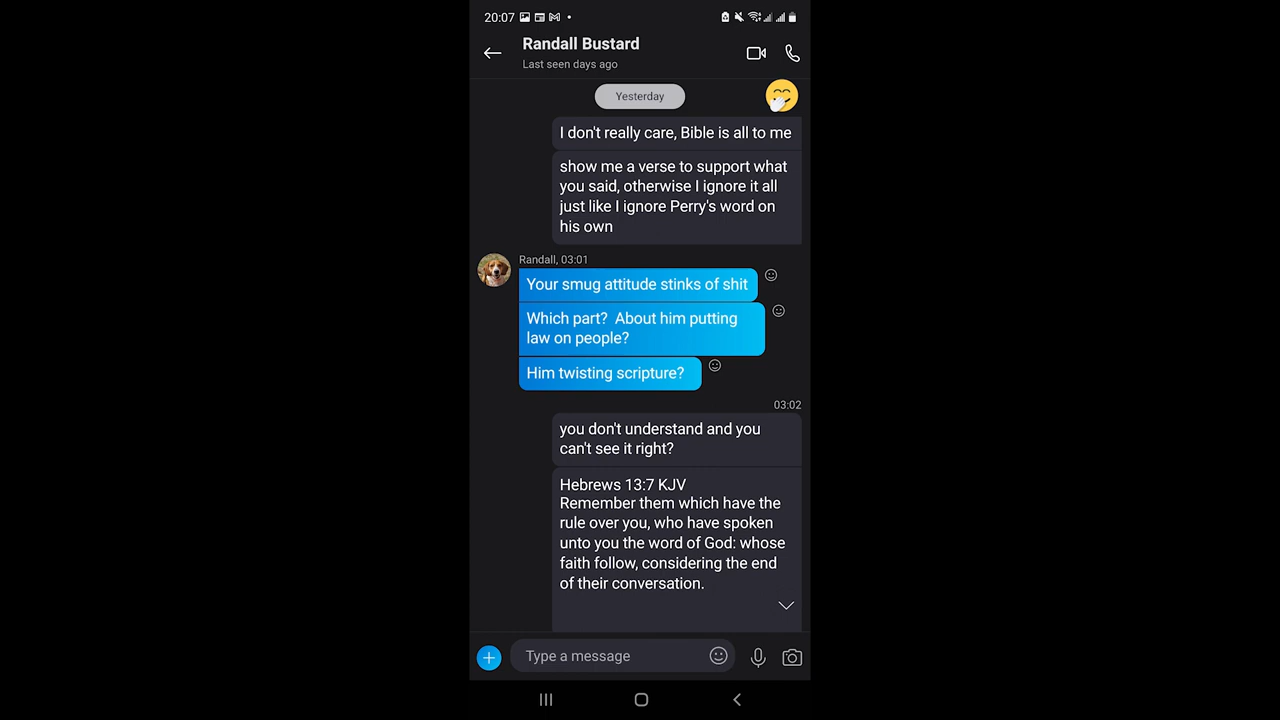 20:07
Randall Bustard
Last seen days ago
Yesterday
I don't really care, Bible is all to me
show me a verse to support what
you said, otherwise I ignore it all
just like I ignore Perry's word on
his own
Randall, 03:01
Your smug attitude stinks of shit
Which part?  About him putting
law on people?
Him twisting scripture?
03:02
you don't understand and you
can't see it right?
Hebrews 13:7 KJV
Remember them which have the
rule over you, who have spoken
unto you the word of God: whose
faith follow, considering the end
of their conversation.
Type a message